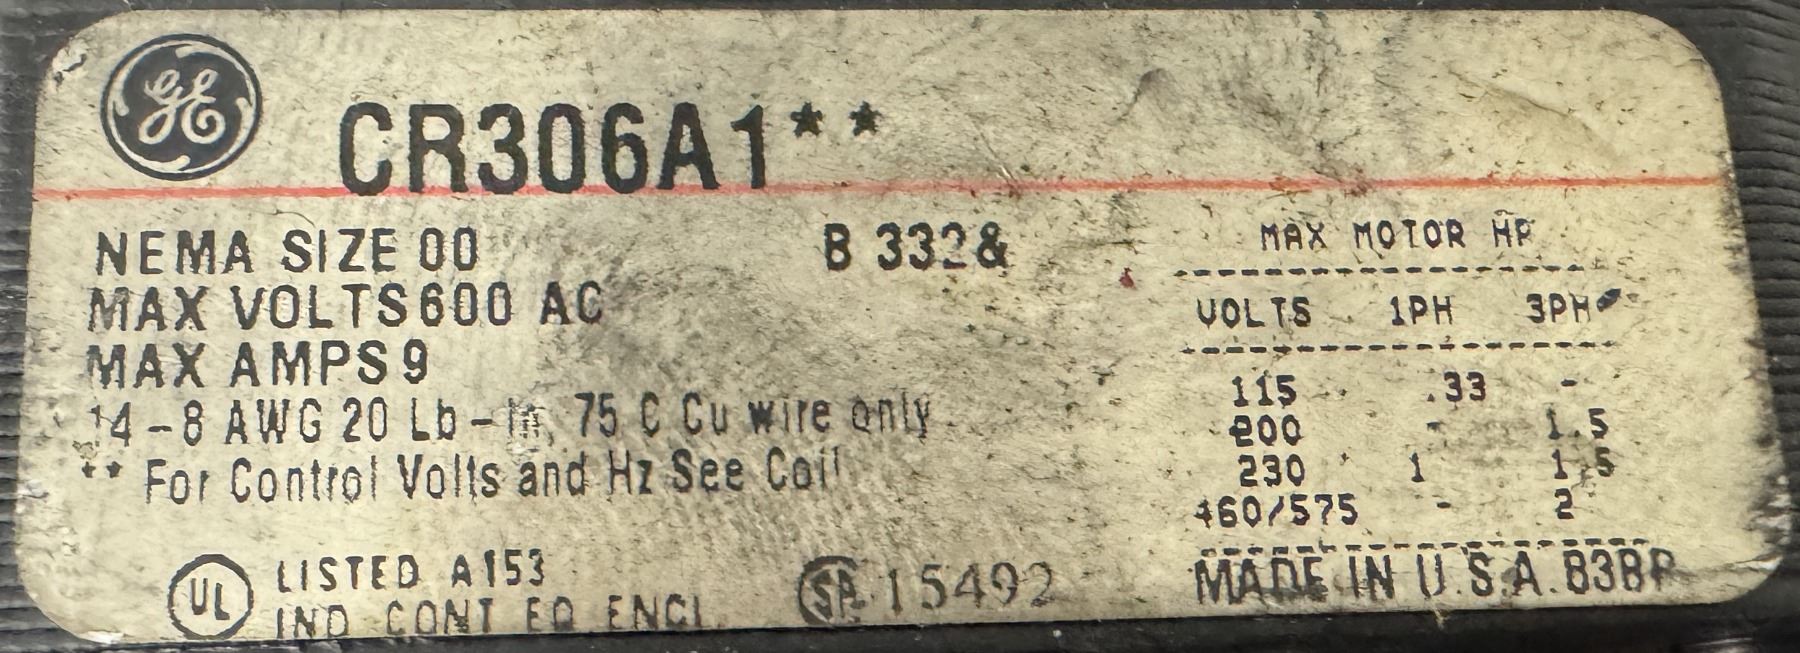 GE
CR306A1**
NEMA SIZE 00
MAX VOLTS 600 AC
MAX AMPS 9
14-8 AWG 20 Lb-In, 75 C Cu wire only
** For Control Volts and Hz See Coil
B 332&
MAX MOTOR HP
VOLTS 1PH 3PH
115 .33 -
200 - 1.5
230 1 1.5
460/575 - 2
UL LISTED A153
IND CONT EQ ENCL
SA 15492
MADE IN U.S.A.